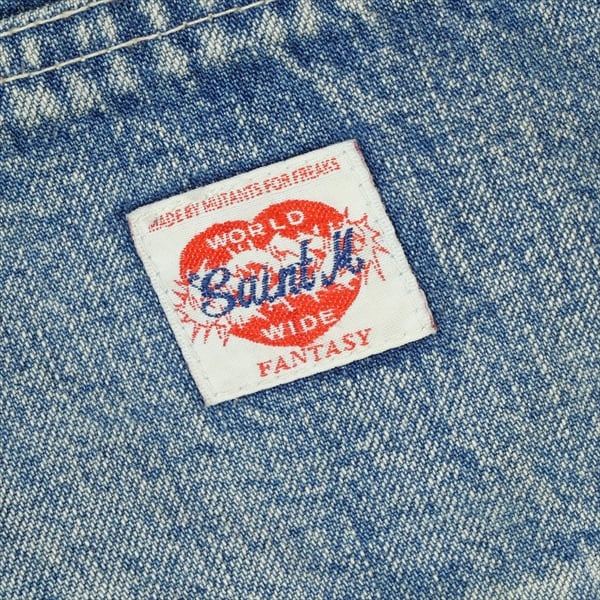 MADE BY MUTANTS FOR FREAKS
WORLD
Saint M.
WIDE
FANTASY